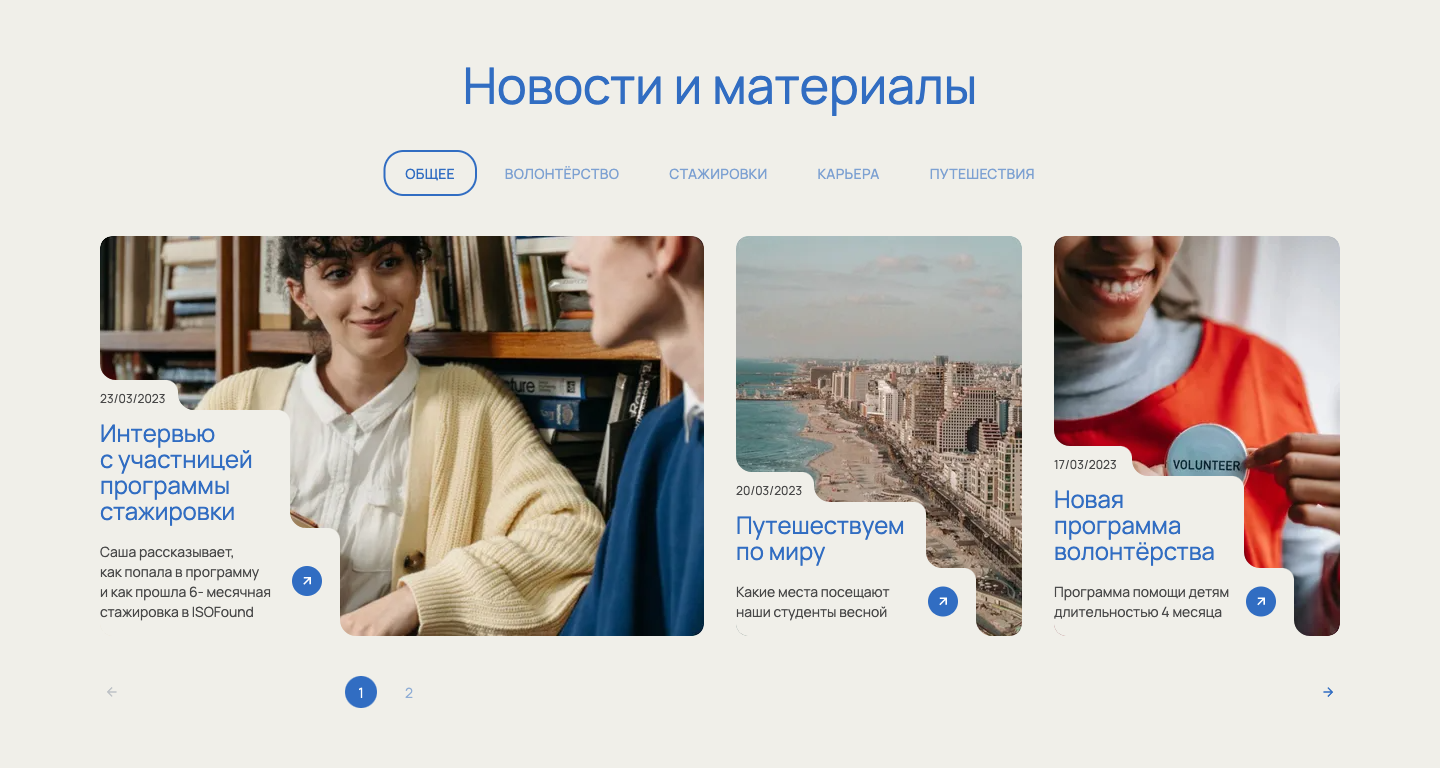 Новости и материалы
ОБЩЕЕ
ВОЛОНТЁРСТВО
СТАЖИРОВКИ
КАРЬЕРА
ПУТЕШЕСТВИЯ
23/03/2023
Интервью
с участницей
программы
стажировки
Саша рассказывает,
как попала в программу
и как прошла 6- месячная
стажировка в ISOFound
20/03/2023
Путешествуем
по миру
Какие места посещают
наши студенты весной
VOLUNTEER
17/03/2023
Новая
программа
волонтёрства
Программа помощи детям
длительностью 4 месяца
1
2